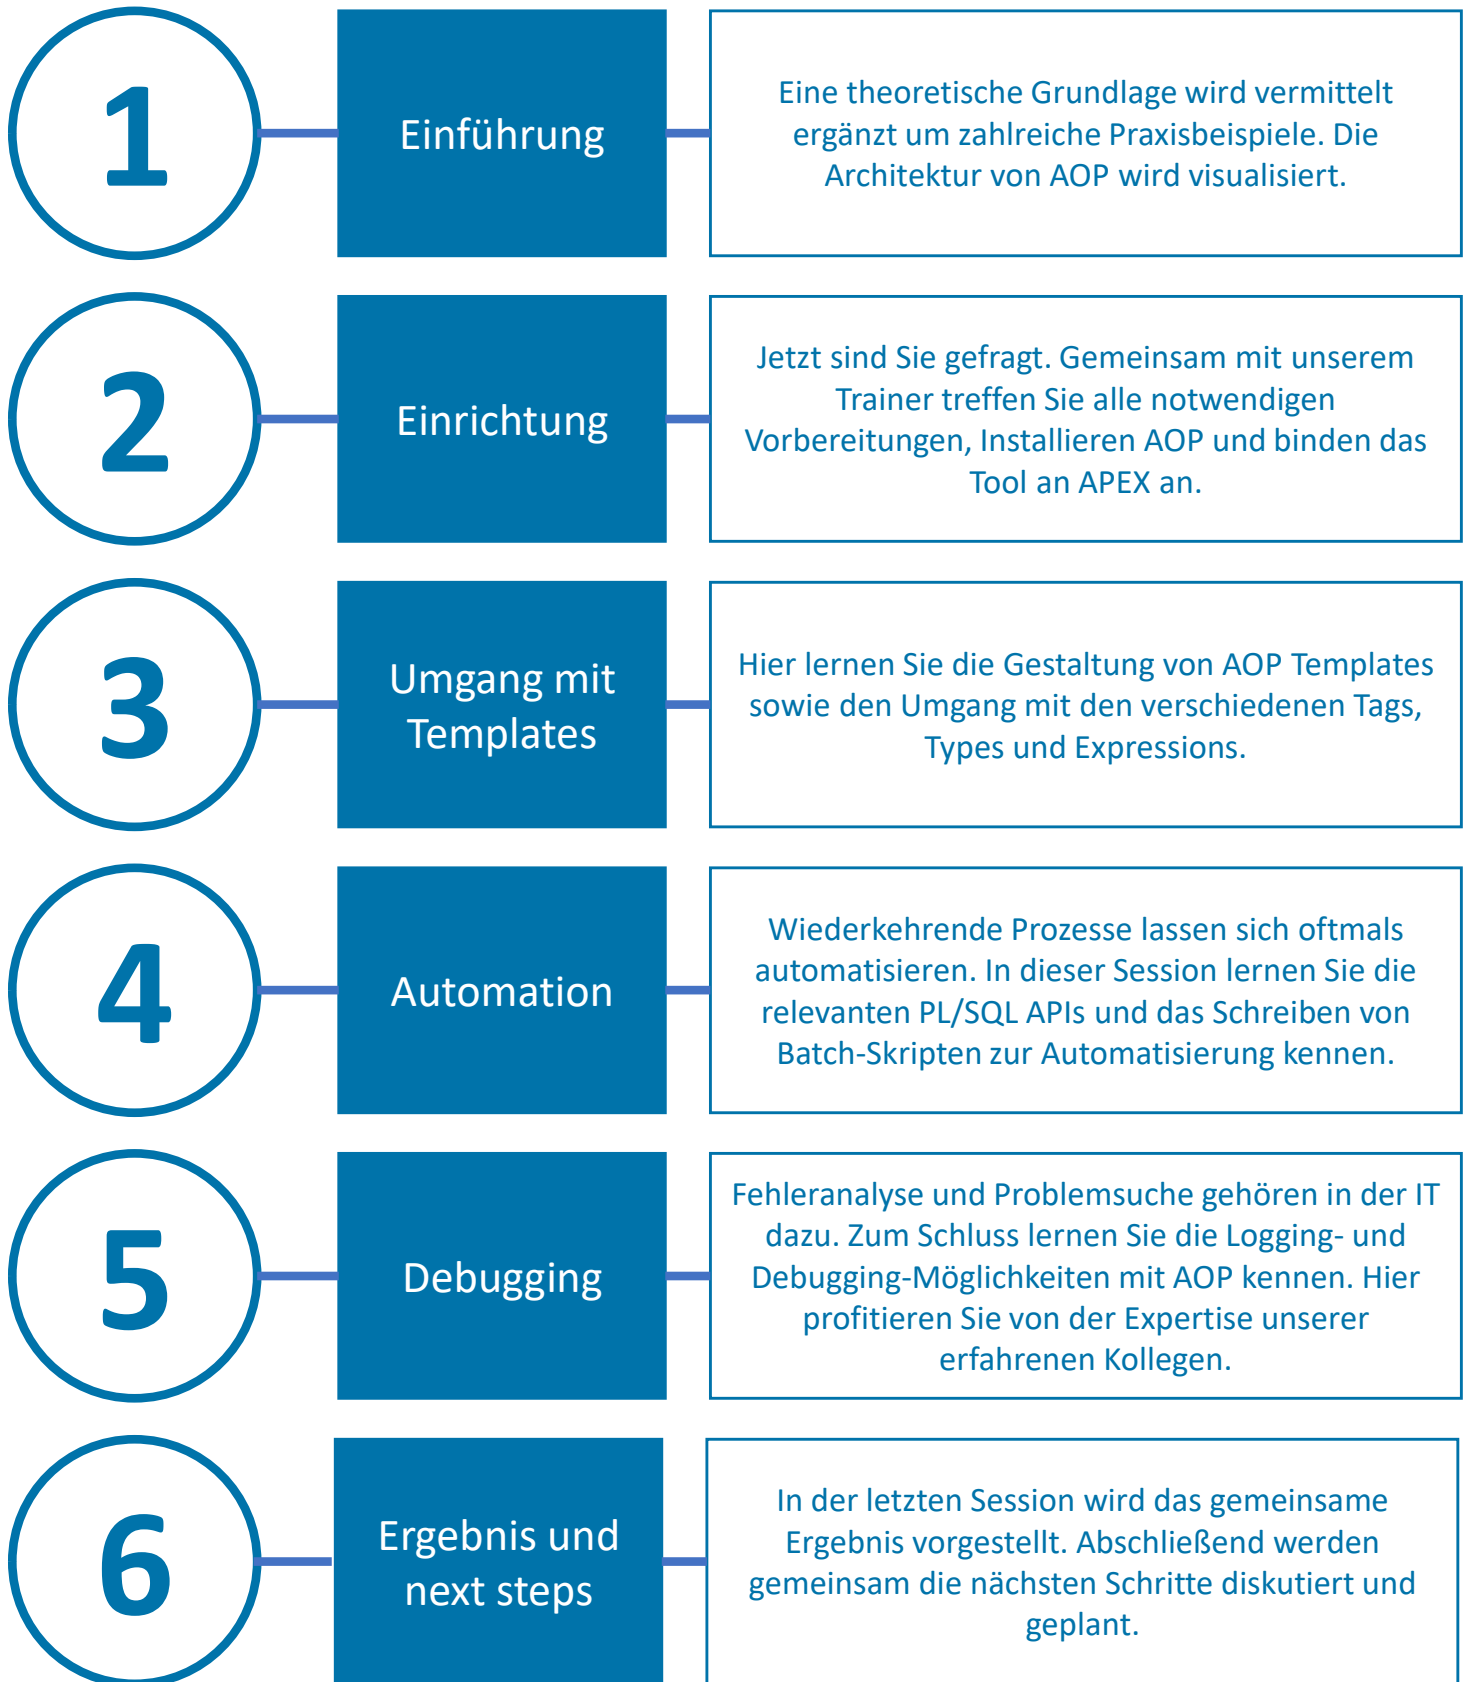 1
Einführung
Eine theoretische Grundlage wird vermittelt
ergänzt um zahlreiche Praxisbeispiele. Die
Architektur von AOP wird visualisiert.
2
Einrichtung
Jetzt sind Sie gefragt. Gemeinsam mit unserem
Trainer treffen Sie alle notwendigen
Vorbereitungen, Installieren AOP und binden das
Tool an APEX an.
3
Umgang mit
Templates
Hier lernen Sie die Gestaltung von AOP Templates
sowie den Umgang mit den verschiedenen Tags,
Types und Expressions.
4
Automation
Wiederkehrende Prozesse lassen sich oftmals
automatisieren. In dieser Session lernen Sie die
relevanten PL/SQL APIs und das Schreiben von
Batch-Skripten zur Automatisierung kennen.
5
Debugging
Fehleranalyse und Problemsuche gehören in der IT
dazu. Zum Schluss lernen Sie die Logging- und
Debugging-Möglichkeiten mit AOP kennen. Hier
profitieren Sie von der Expertise unserer
erfahrenen Kollegen.
6
Ergebnis und
next steps
In der letzten Session wird das gemeinsame
Ergebnis vorgestellt. Abschließend werden
gemeinsam die nächsten Schritte diskutiert und
geplant.